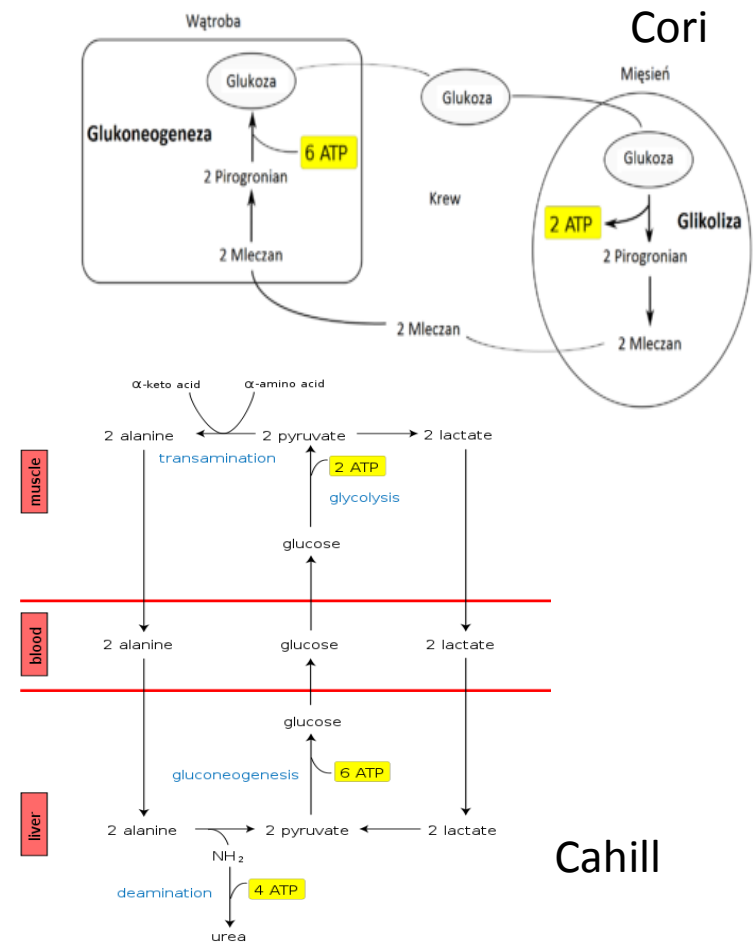 Cori
Wątroba
Mięsień
Glukoza
Glukoza
Glukoneogeneza
6 ATP
2 Pirogronian
Krew
Glukoza
2 ATP
Glikoliza
2 Pirogronian
2 Mleczan
2 Mleczan
2 Mleczan
α-keto acid
α-amino acid
2 alanine
2 pyruvate
2 lactate
transamination
2 ATP
glycolysis
muscle
glucose
blood
2 alanine
glucose
2 lactate
glucose
gluconeogenesis
6 ATP
liver
2 alanine
2 pyruvate
2 lactate
NH₂
Cahill
deamination
4 ATP
urea